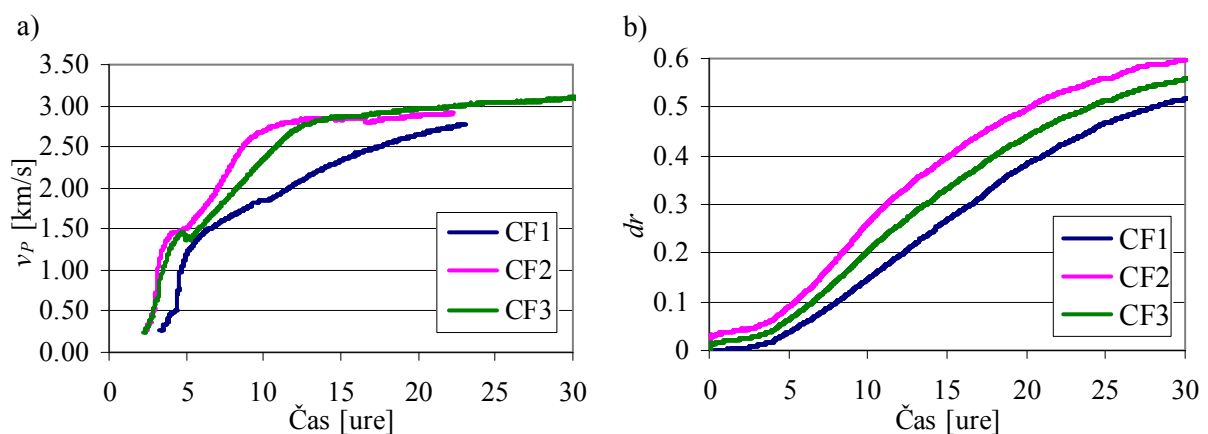 a)
3.50
3.00
2.50
2.00
1.50
1.00
0.50
0.00
v_P [km/s]
0 5 10 15 20 25 30
Čas [ure]
CF1
CF2
CF3
b)
0.6
0.5
0.4
0.3
0.2
0.1
0
dr
0 5 10 15 20 25 30
Čas [ure]
CF1
CF2
CF3